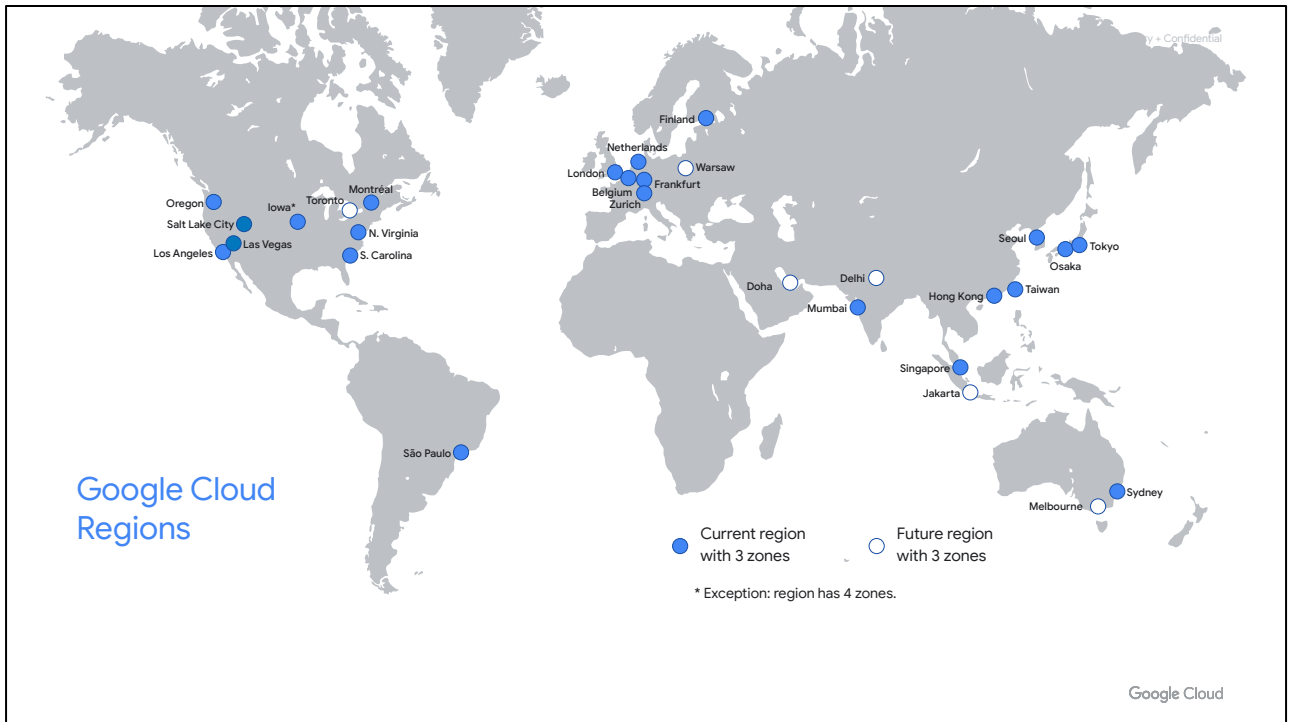 y + Confidential
Finland
Netherlands
London
Warsaw
Frankfurt
Belgium
Zurich
Montréal
Toronto
Oregon
Iowa*
Salt Lake City
N. Virginia
Las Vegas
Los Angeles
S. Carolina
Seoul
Tokyo
Osaka
Doha
Delhi
Taiwan
Hong Kong
Mumbai
Singapore
Jakarta
São Paulo
Sydney
Melbourne
Google Cloud
Regions
Current region
with 3 zones
Future region
with 3 zones
* Exception: region has 4 zones.
Google Cloud